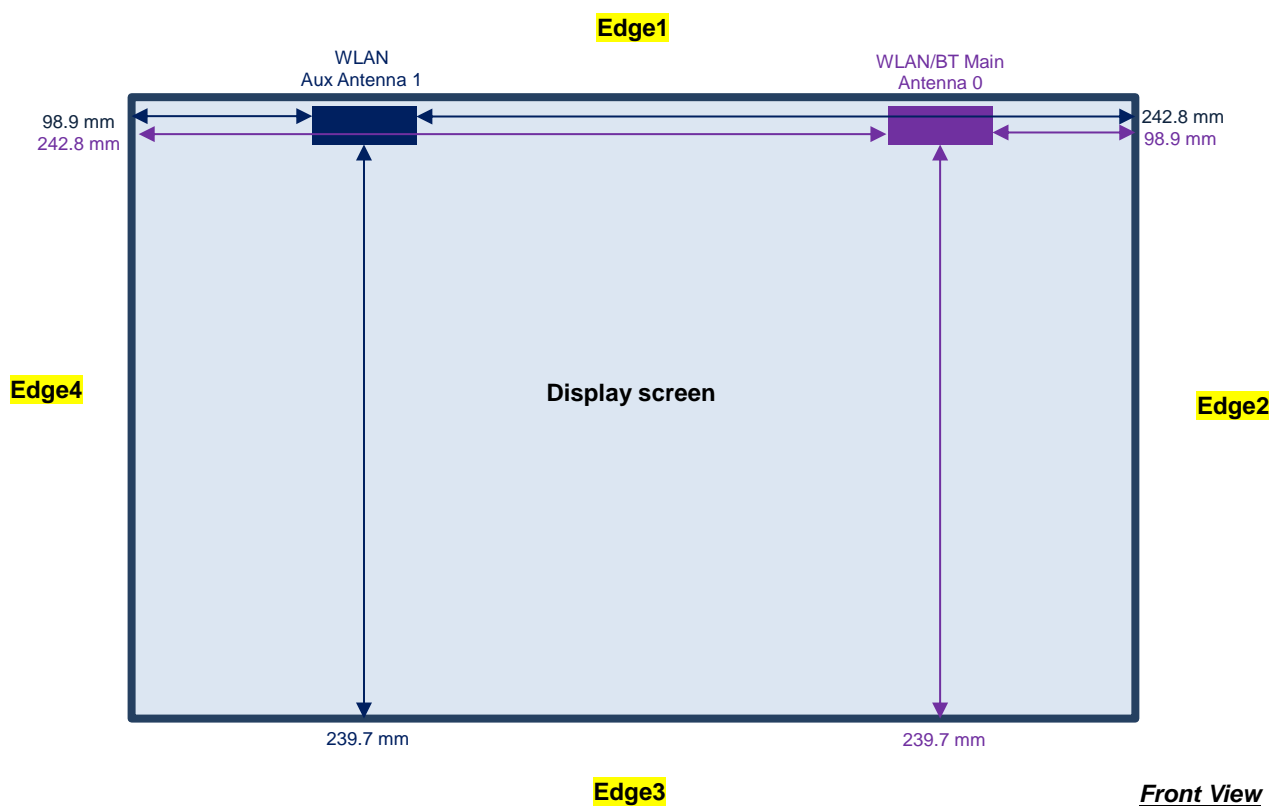 Edge1
WLAN
Aux Antenna 1
WLAN/BT Main
Antenna 0
98.9 mm
242.8 mm
242.8 mm
98.9 mm
Edge4
Display screen
Edge2
239.7 mm
239.7 mm
Edge3
Front View